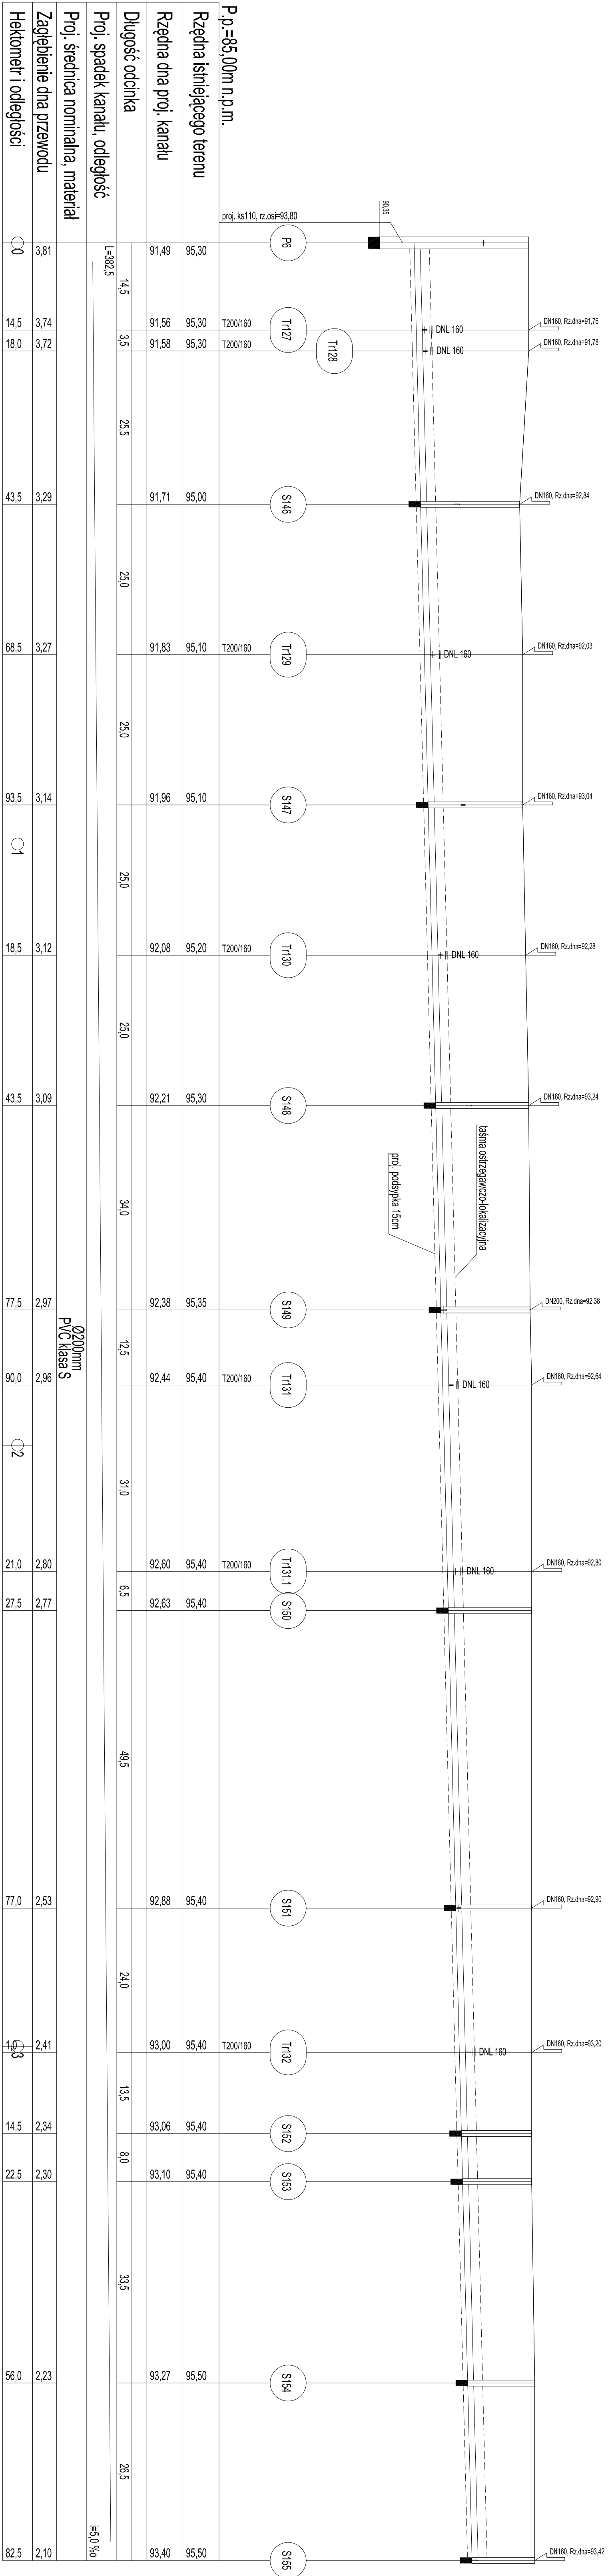 P.p.=85,00m n.p.m.
90,35
proj. ks110, rz.osi=93,80
DN160, Rz.dna=91,76
DN160, Rz.dna=91,78
DN160, Rz.dna=92,84
DN160, Rz.dna=92,03
DN160, Rz.dna=93,04
DN160, Rz.dna=92,28
DN160, Rz.dna=93,24
DN200, Rz.dna=92,38
DN160, Rz.dna=92,64
DN160, Rz.dna=92,80
DN160, Rz.dna=92,90
DN160, Rz.dna=93,20
DN160, Rz.dna=93,42
DNL 160
DNL 160
DNL 160
DNL 160
DNL 160
DNL 160
DNL 160
taśma ostrzegawczo-lokalizacyjna
proj. podsypka 15cm
P6 Tr127 Tr128 S146 Tr129 S147 Tr130 S148 S149 Tr131 Tr131.1 S150 S151 Tr132 S152 S153 S154 S155
T200/160 T200/160 T200/160 T200/160 T200/160 T200/160 T200/160
Rzędna istniejącego terenu 95,30 95,30 95,30 95,00 95,10 95,10 95,20 95,30 95,35 95,40 95,40 95,40 95,40 95,40 95,40 95,40 95,50 95,50
Rzędna dna proj. kanału 91,49 91,56 91,58 91,71 91,83 91,96 92,08 92,21 92,38 92,44 92,60 92,63 92,88 93,00 93,06 93,10 93,27 93,40
Długość odcinka 14,5 3,5 25,5 25,0 25,0 25,0 25,0 34,0 12,5 31,0 6,5 49,5 24,0 13,5 8,0 33,5 26,5
Proj. spadek kanału, odległość L=382,5 i=5,0 %o
Proj. średnica nominalna, materiał Ø200mm
PVC klasa S
Zagłębienie dna przewodu 3,81 3,74 3,72 3,29 3,27 3,14 3,12 3,09 2,97 2,96 2,80 2,77 2,53 2,41 2,34 2,30 2,23 2,10
Hektometr i odległości 0 14,5 18,0 43,5 68,5 93,5 1 18,5 43,5 77,5 90,0 2 21,0 27,5 77,0 3 1,0 14,5 22,5 56,0 82,5